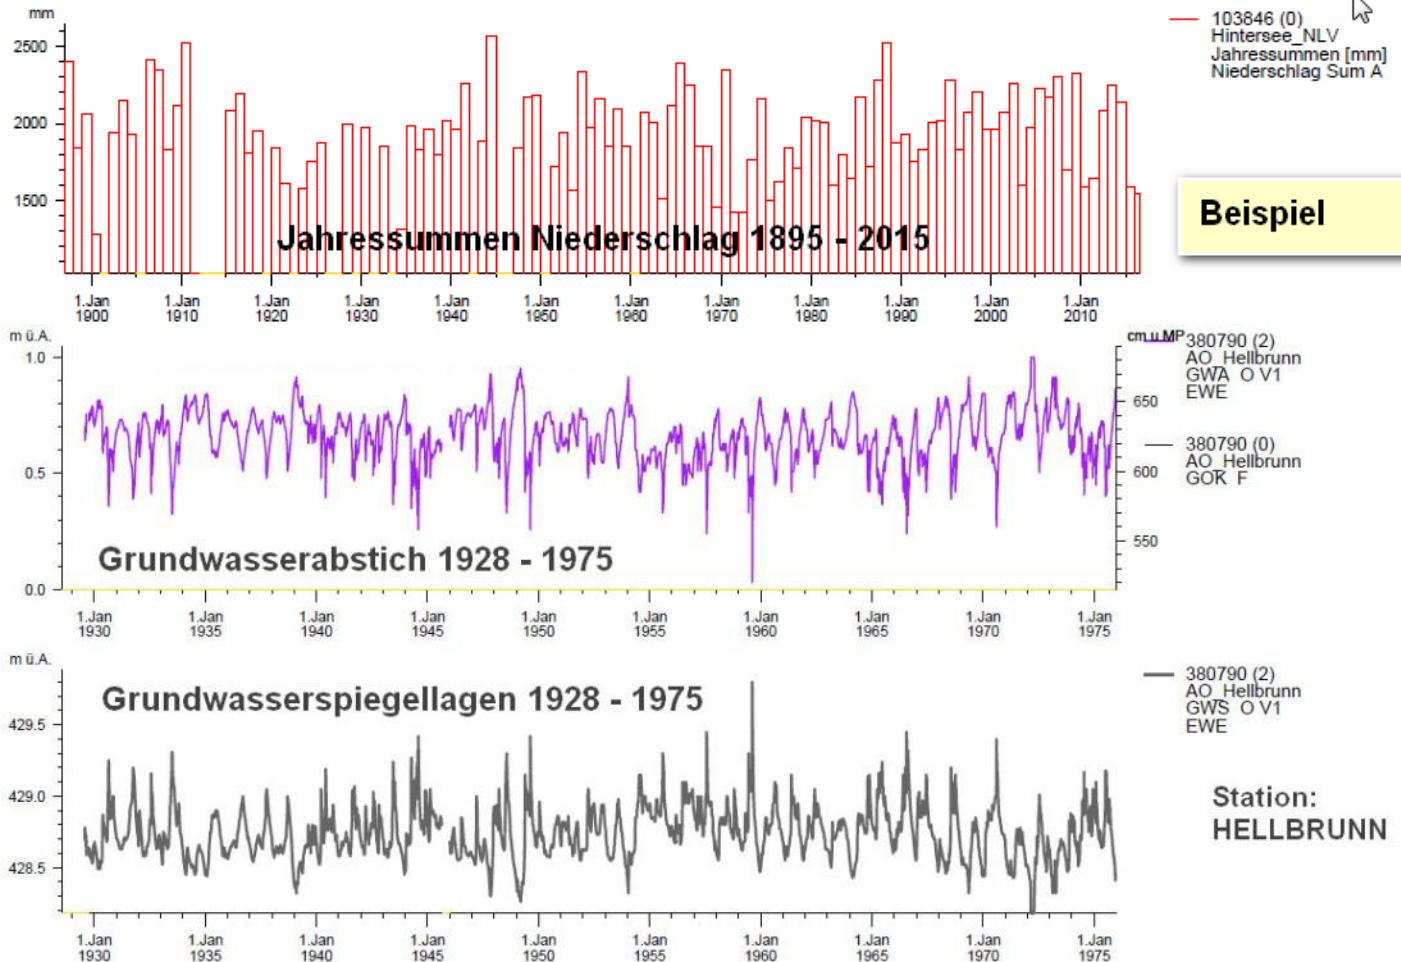 mm
2500
2000
1500
Jahressummen Niederschlag 1895 - 2015
1.Jan 1.Jan 1.Jan 1.Jan 1.Jan 1.Jan 1.Jan 1.Jan 1.Jan 1.Jan 1.Jan 1.Jan
1900 1910 1920 1930 1940 1950 1960 1970 1980 1990 2000 2010
103846 (0)
Hintersee_NLV
Jahressummen [mm]
Niederschlag Sum A
Beispiel
m ü.A.
1.0
0.5
0.0
cm u.MP
650
600
550
Grundwasserabstich 1928 - 1975
1.Jan 1.Jan 1.Jan 1.Jan 1.Jan 1.Jan 1.Jan 1.Jan 1.Jan 1.Jan
1930 1935 1940 1945 1950 1955 1960 1965 1970 1975
380790 (2)
AO_Hellbrunn
GWA O V1
EWE
380790 (0)
AO_Hellbrunn
GOK F
m ü.A.
429.5
429.0
428.5
Grundwasserspiegellagen 1928 - 1975
1.Jan 1.Jan 1.Jan 1.Jan 1.Jan 1.Jan 1.Jan 1.Jan 1.Jan 1.Jan
1930 1935 1940 1945 1950 1955 1960 1965 1970 1975
380790 (2)
AO_Hellbrunn
GWS O V1
EWE
Station:
HELLBRUNN